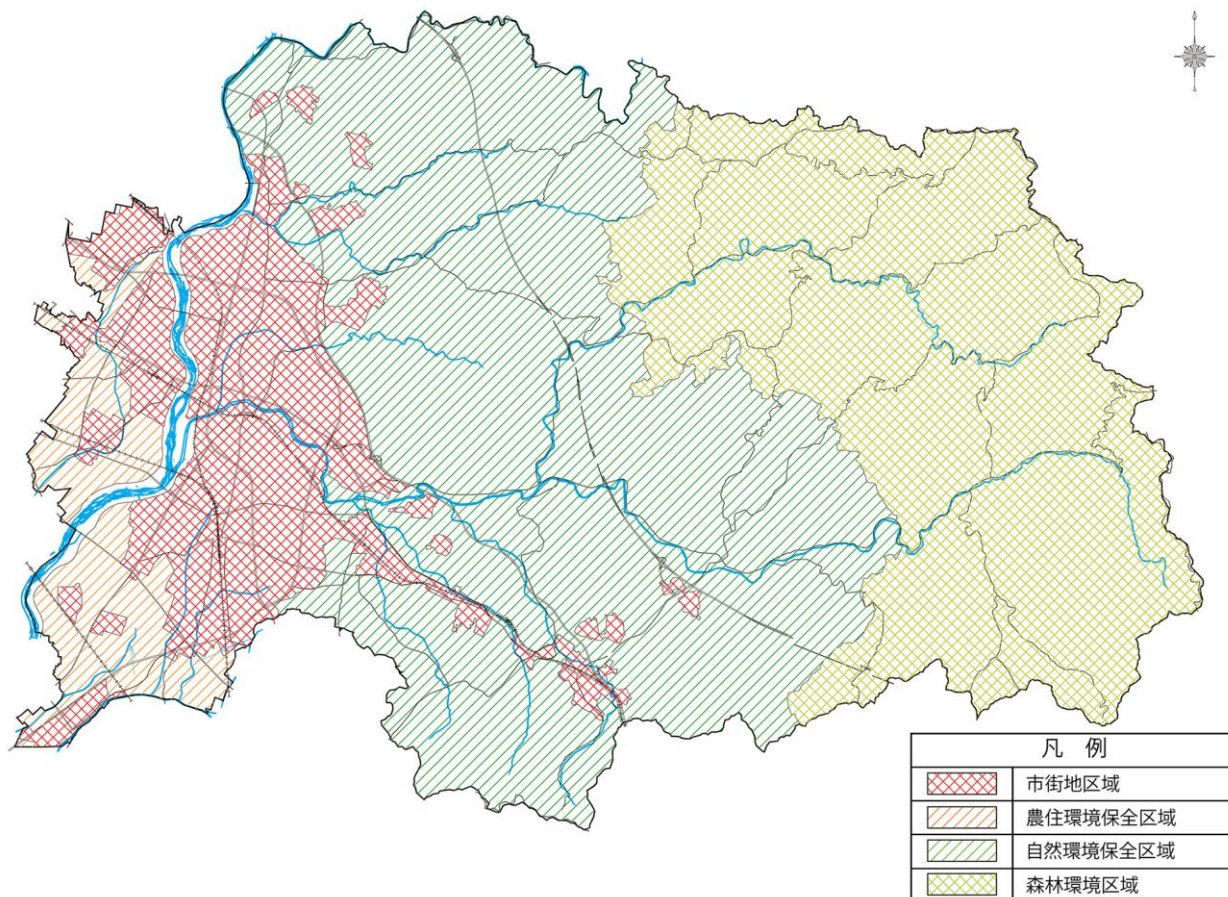 凡 例
市街地区域
農住環境保全区域
自然環境保全区域
森林環境区域